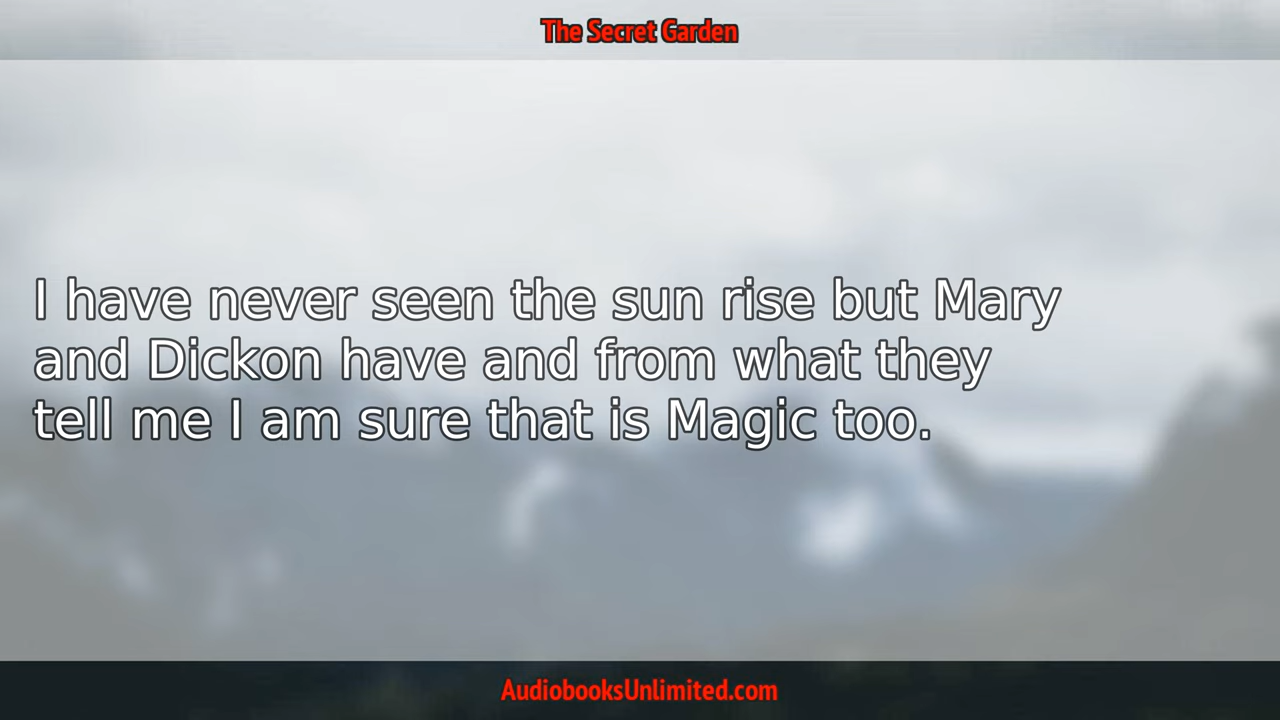 The Secret Garden
I have never seen the sun rise but Mary
and Dickon have and from what they
tell me I am sure that is Magic too.
AudiobooksUnlimited.com